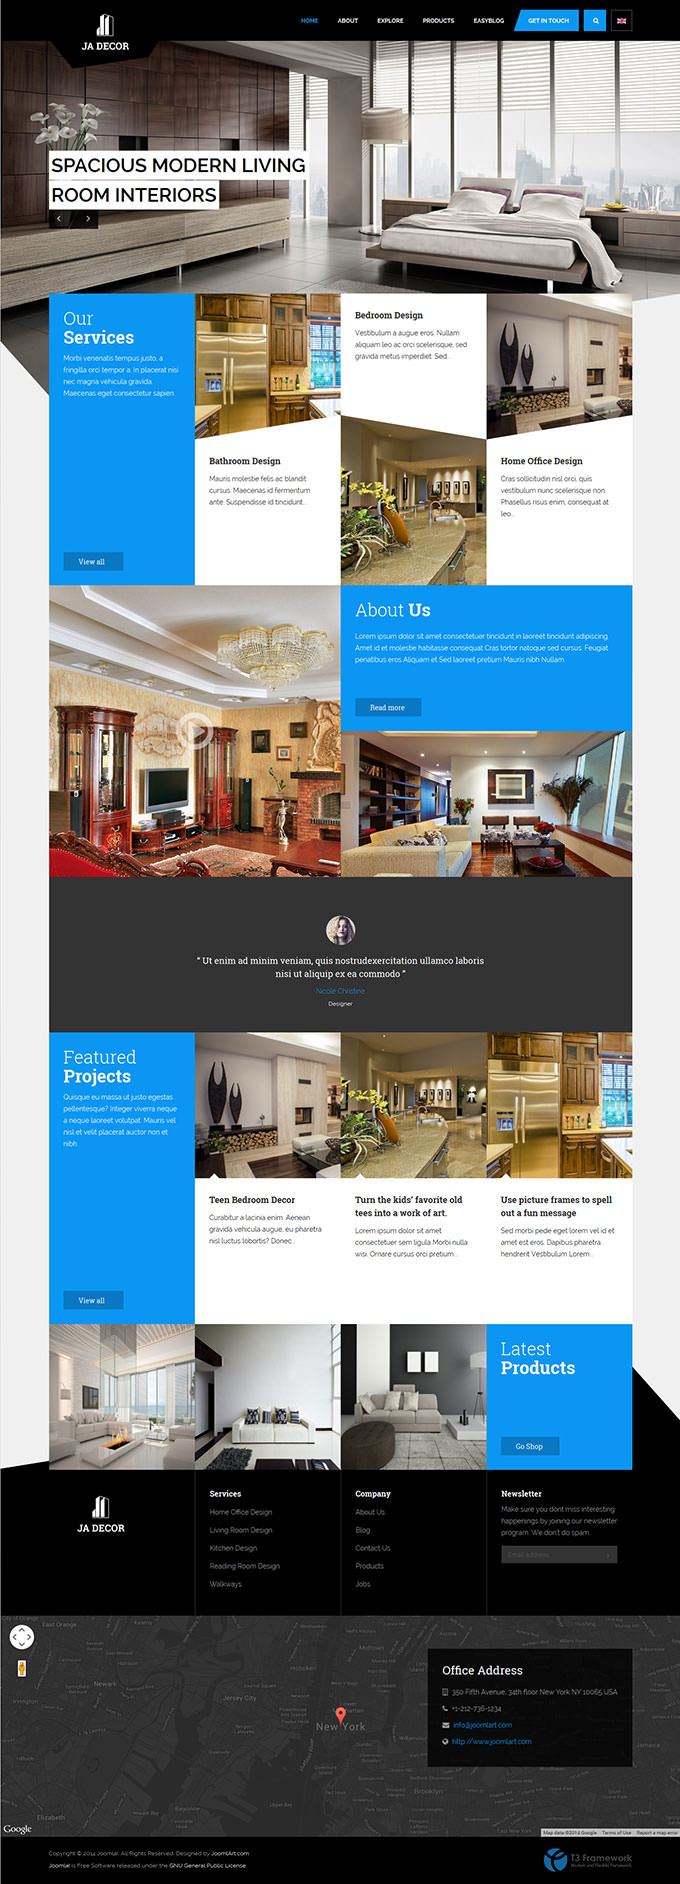 JA DECOR
HOME
ABOUT
EXPLORE
PRODUCTS
EASYBLOG
GET IN TOUCH
SPACIOUS MODERN LIVING
ROOM INTERIORS
Our
Services
Morbi venenatis tempus justo, a
fringilla orci tempor a. In placerat nisi
nec magna vehicula gravida.
Maecenas eget consectetur sapien.
View all
Bathroom Design
Mauris molestie felis ac blandit
cursus. Maecenas id fermentum
ante. Suspendisse id tincidunt...
Bedroom Design
Vestibulum a augue eros. Nullam
aliquam leo ac orci scelerisque, sed
gravida metus imperdiet. Sed...
Home Office Design
Cras sollicitudin nisl orci, quis
vestibulum nunc scelerisque non.
Phasellus risus enim, consequat at
leo...
About Us
Lorem ipsum dolor sit amet consectetuer tincidunt in laoreet tincidunt adipiscing.
Amet id et molestie habitasse consequat Cras tortor natoque sed cursus. Feugiat
penatibus eros Aliquam et Sed laoreet pretium Mauris nibh Nullam.
Read more
“ Ut enim ad minim veniam, quis nostrudexercitation ullamco laboris
nisi ut aliquip ex ea commodo ”
Nicole Christine
Designer
Featured
Projects
Quisque eu massa ut justo egestas
pellentesque? Integer viverra neque
a neque laoreet volutpat. Mauris vel
nisl et velit placerat auctor non et
nibh.
View all
Teen Bedroom Decor
Curabitur a lacinia enim. Aenean
gravida vehicula augue, eu pharetra
nisl luctus lobortis? Donec...
Turn the kids’ favorite old
tees into a work of art.
Lorem ipsum dolor sit amet
consectetuer sem ligula Morbi nulla
wisi. Ornare cursus orci pretium...
Use picture frames to spell
out a fun message
Sed morbi pede eget lorem vel id et
amet est eros. Dapibus pharetra
hendrerit Vestibulum Lorem...
Latest
Products
Go Shop
JA DECOR
Services
Home Office Design
Living Room Design
Kitchen Design
Reading Room Design
Walkways
Company
About Us
Blog
Contact Us
Products
Jobs
Newsletter
Make sure you dont miss interesting
happenings by joining our newsletter
program. We don't do spam.
Email address
City of Orange
East Orange
Newark
Hoboken
Jersey City
Irvington
New York
Brooklyn
Bayonne
Elizabeth
Jamaica
Office Address
350 Fifth Avenue, 34th floor New York NY 10065 USA
+1-212-736-1234
info@joomlart.com
http://www.joomlart.com
Google
Map data ©2014 Google
Terms of Use
Report a map error
Copyright © 2014 Joomla!. All Rights Reserved. Designed by JoomlArt.com.
Joomla! is Free Software released under the GNU General Public License.
T3 Framework
Modern and Flexible Framework